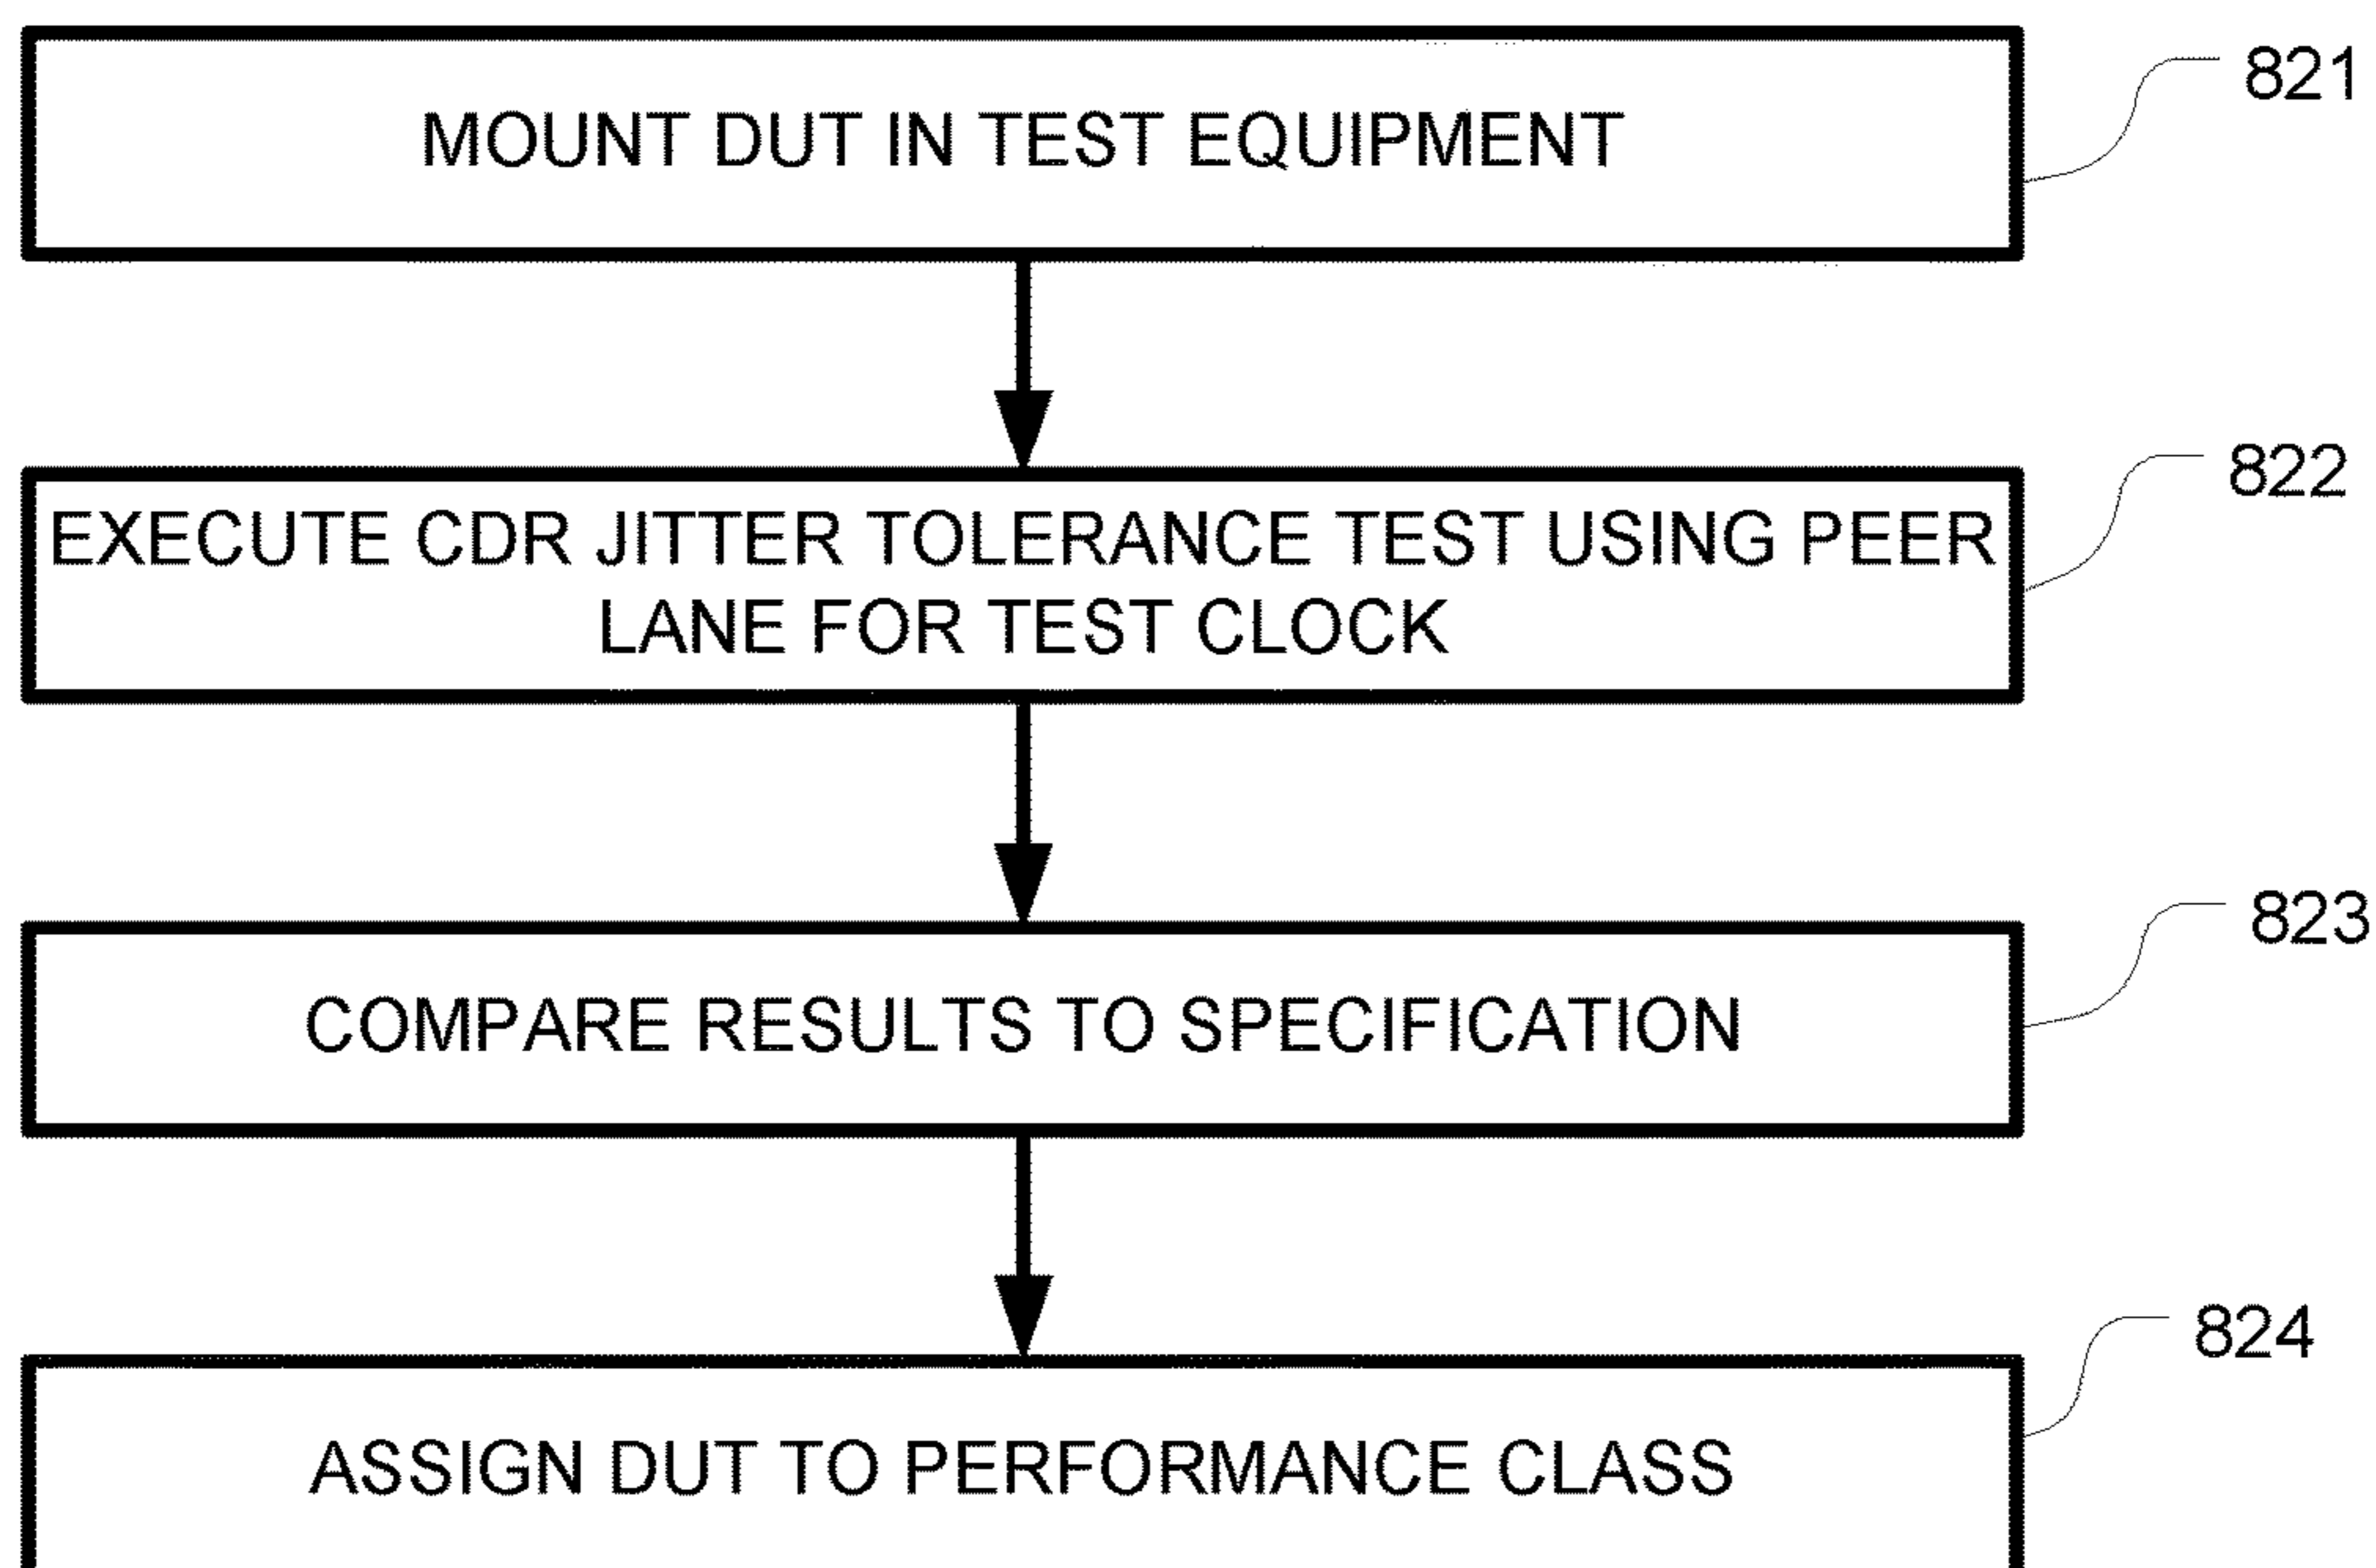 MOUNT DUT IN TEST EQUIPMENT
821
EXECUTE CDR JITTER TOLERANCE TEST USING PEER
LANE FOR TEST CLOCK
822
COMPARE RESULTS TO SPECIFICATION
823
ASSIGN DUT TO PERFORMANCE CLASS
824